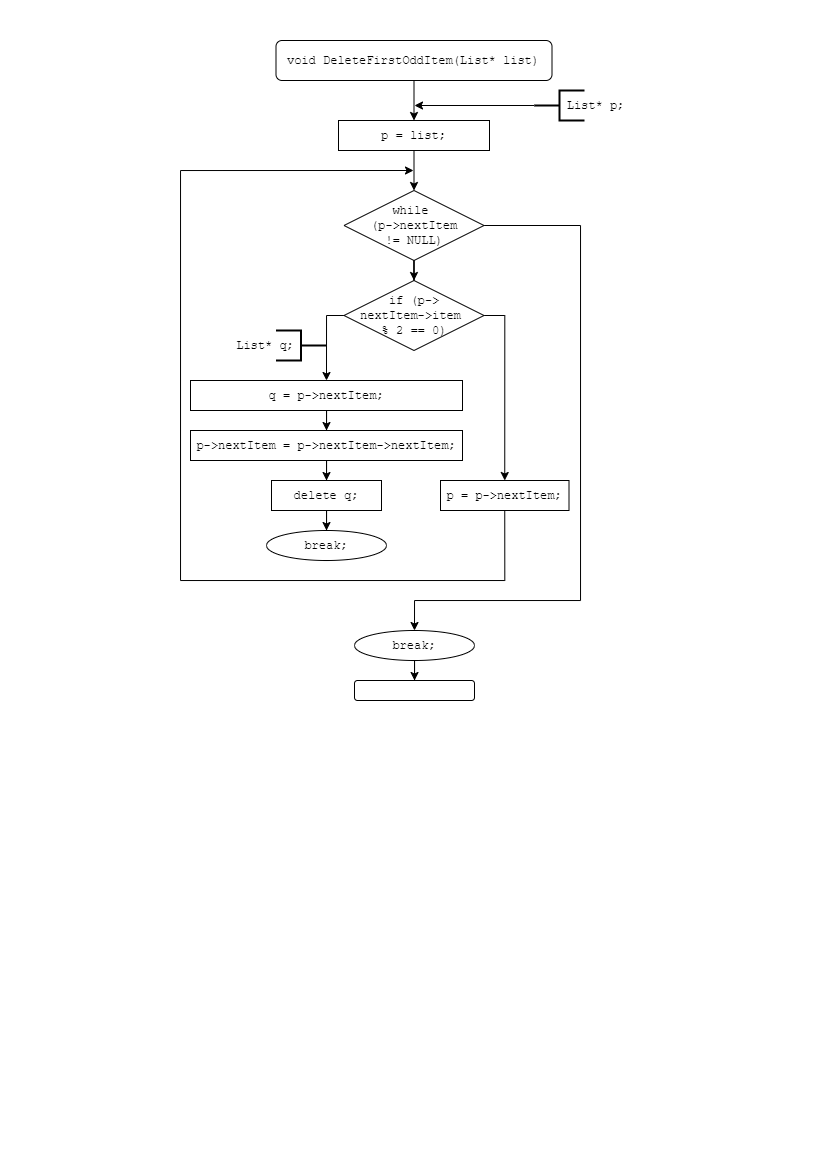 void DeleteFirstOddItem(List* list)
List* p;
p = list;
while
(p->nextItem
!= NULL)
if (p->
nextItem->item
% 2 == 0)
List* q;
q = p->nextItem;
p->nextItem = p->nextItem->nextItem;
delete q;
p = p->nextItem;
break;
break;